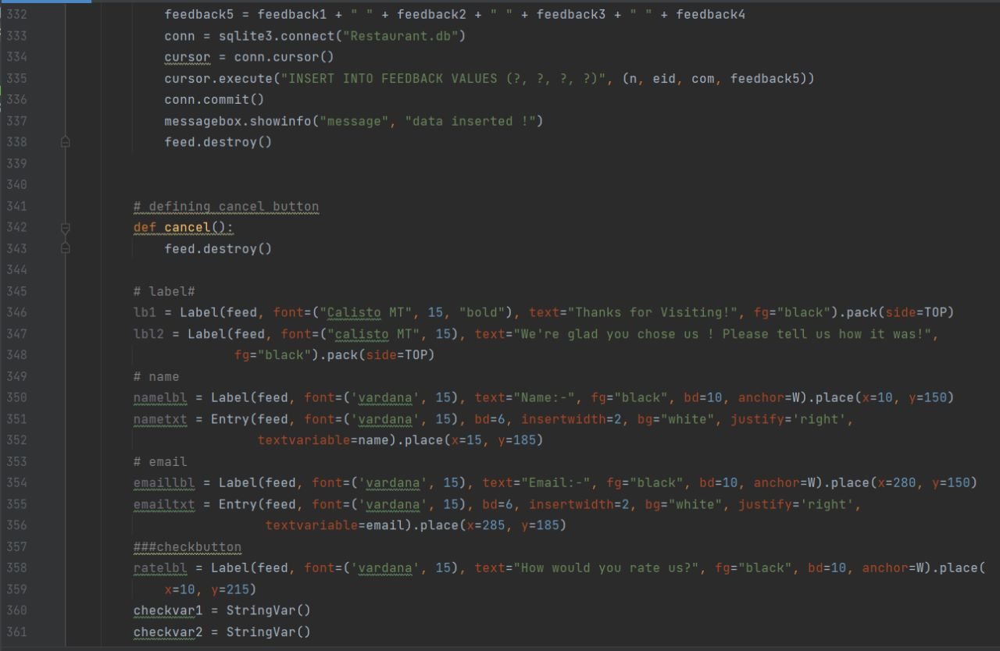 332 feedback5 = feedback1 + " " + feedback2 + " " + feedback3 + " " + feedback4
333 conn = sqlite3.connect("Restaurant.db")
334 cursor = conn.cursor()
335 cursor.execute("INSERT INTO FEEDBACK VALUES (?, ?, ?, ?)", (n, eid, com, feedback5))
336 conn.commit()
337 messagebox.showinfo("message", "data inserted !")
338 feed.destroy()
339
340
341 # defining cancel button
342 def cancel():
343 feed.destroy()
344
345 # label#
346 lb1 = Label(feed, font=("Calisto MT", 15, "bold"), text="Thanks for Visiting!", fg="black").pack(side=TOP)
347 lbl2 = Label(feed, font=("calisto MT", 15), text="We're glad you chose us ! Please tell us how it was!",
348 fg="black").pack(side=TOP)
349 # name
350 namelbl = Label(feed, font=('vardana', 15), text="Name:-", fg="black", bd=10, anchor=W).place(x=10, y=150)
351 nametxt = Entry(feed, font=('vardana', 15), bd=6, insertwidth=2, bg="white", justify='right',
352 textvariable=name).place(x=15, y=185)
353 # email
354 emaillbl = Label(feed, font=('vardana', 15), text="Email:-", fg="black", bd=10, anchor=W).place(x=280, y=150)
355 emailtxt = Entry(feed, font=('vardana', 15), bd=6, insertwidth=2, bg="white", justify='right',
356 textvariable=email).place(x=285, y=185)
357 ###checkbutton
358 ratelbl = Label(feed, font=('vardana', 15), text="How would you rate us?", fg="black", bd=10, anchor=W).place(
359 x=10, y=215)
360 checkvar1 = StringVar()
361 checkvar2 = StringVar()